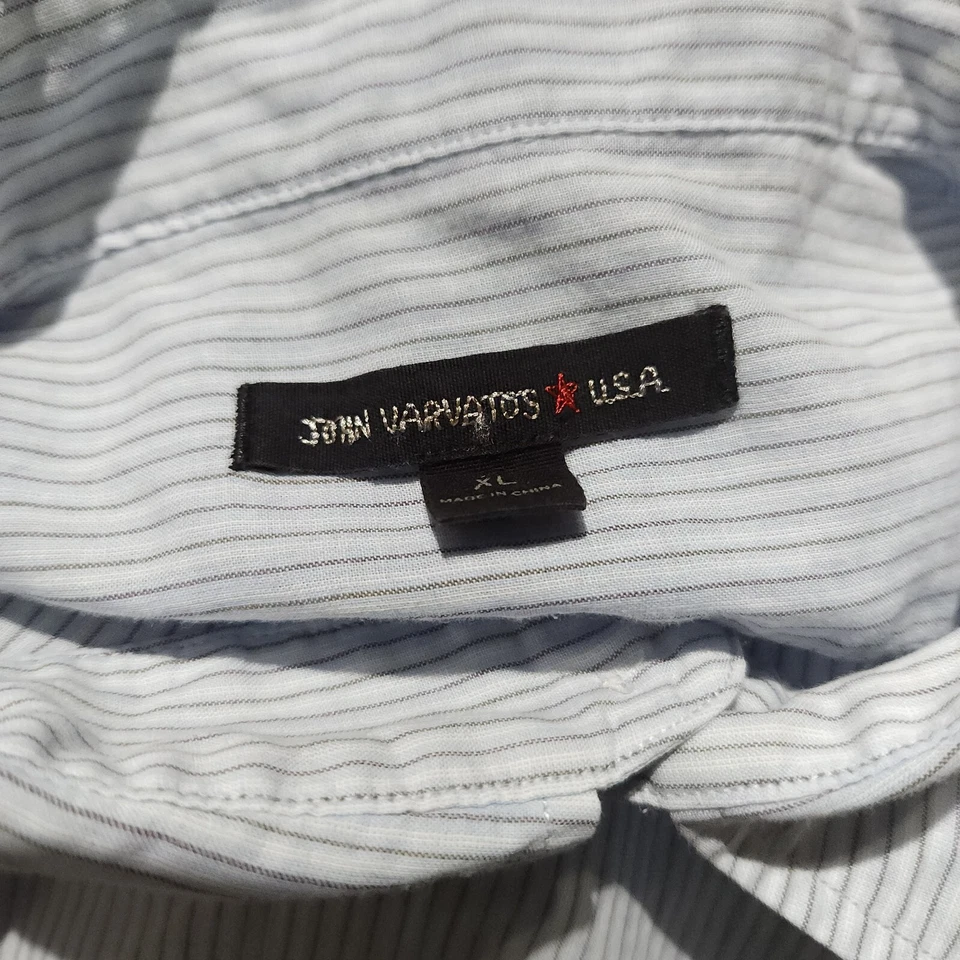 JOHN VARVATOS ★ U.S.A.
XL
MADE IN CHINA